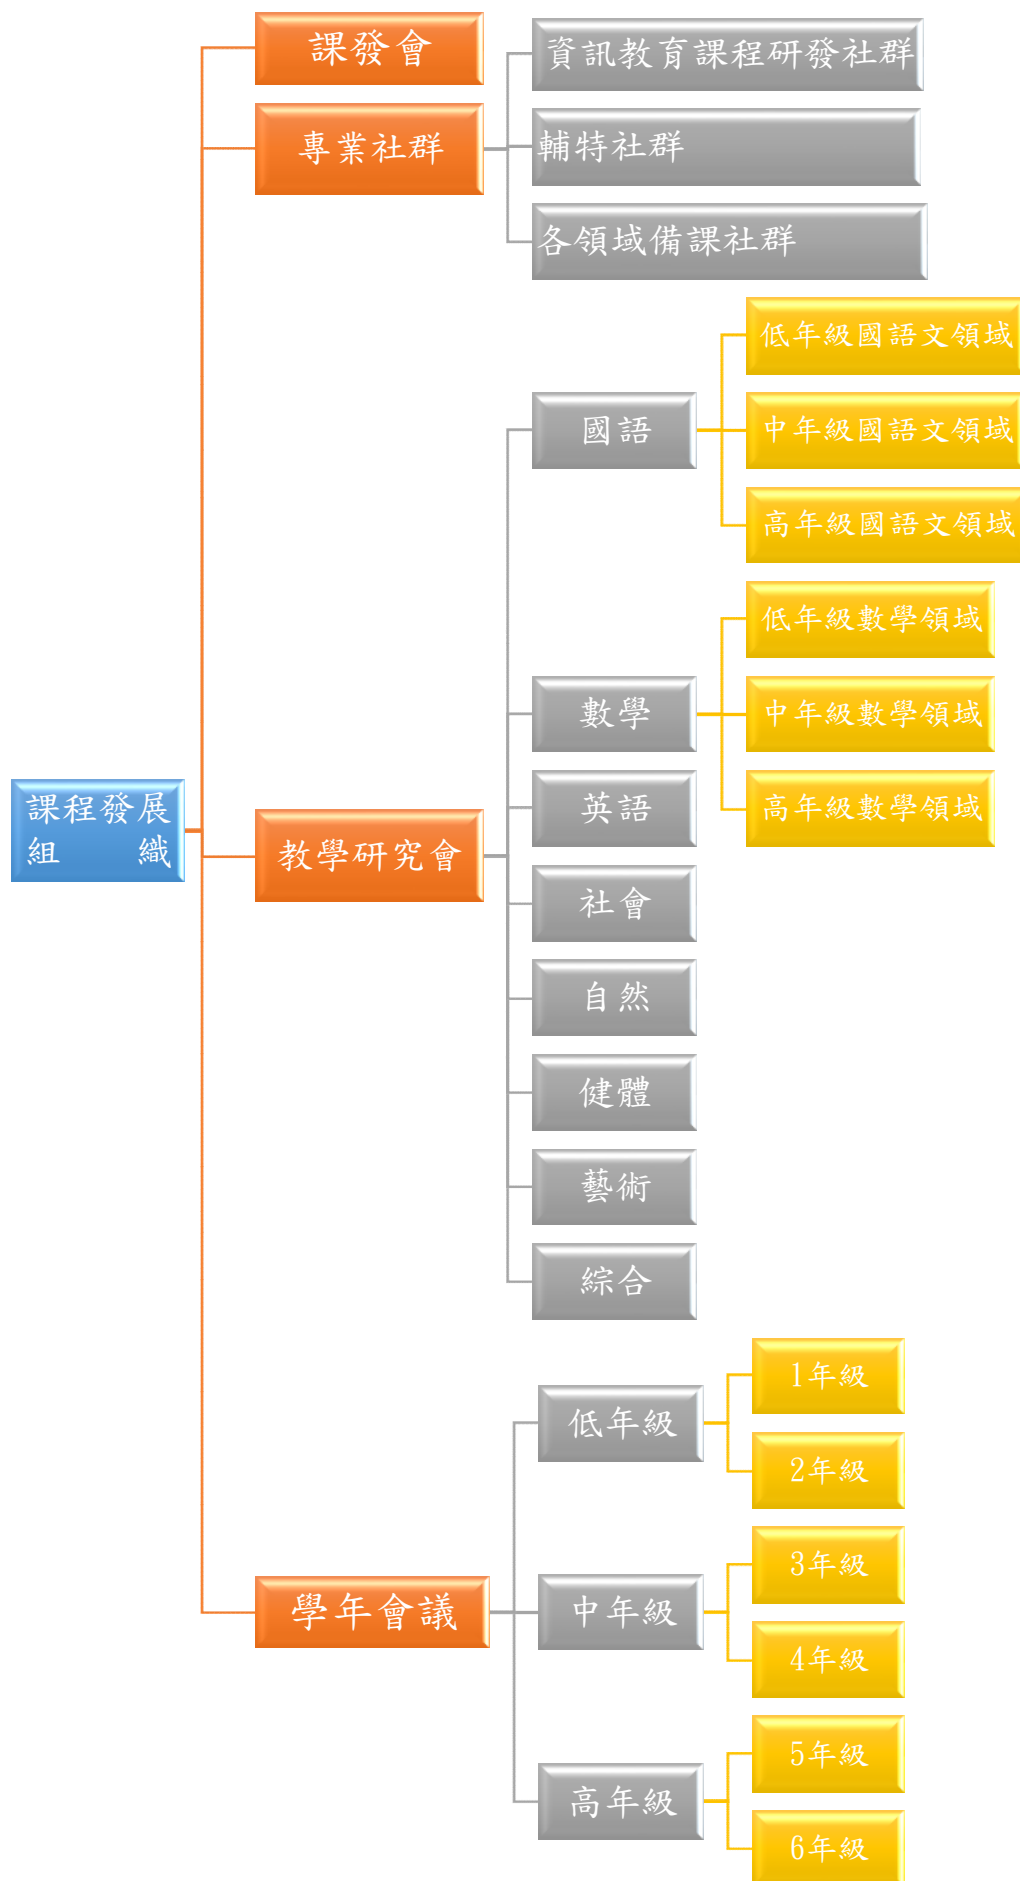 課發會
資訊教育課程研發社群
專業社群
輔特社群
各領域備課社群
低年級國語文領域
國語
中年級國語文領域
高年級國語文領域
低年級數學領域
數學
中年級數學領域
課程發展
組 織
英語
高年級數學領域
教學研究會
社會
自然
健體
藝術
綜合
1年級
低年級
2年級
3年級
學年會議
中年級
4年級
5年級
高年級
6年級